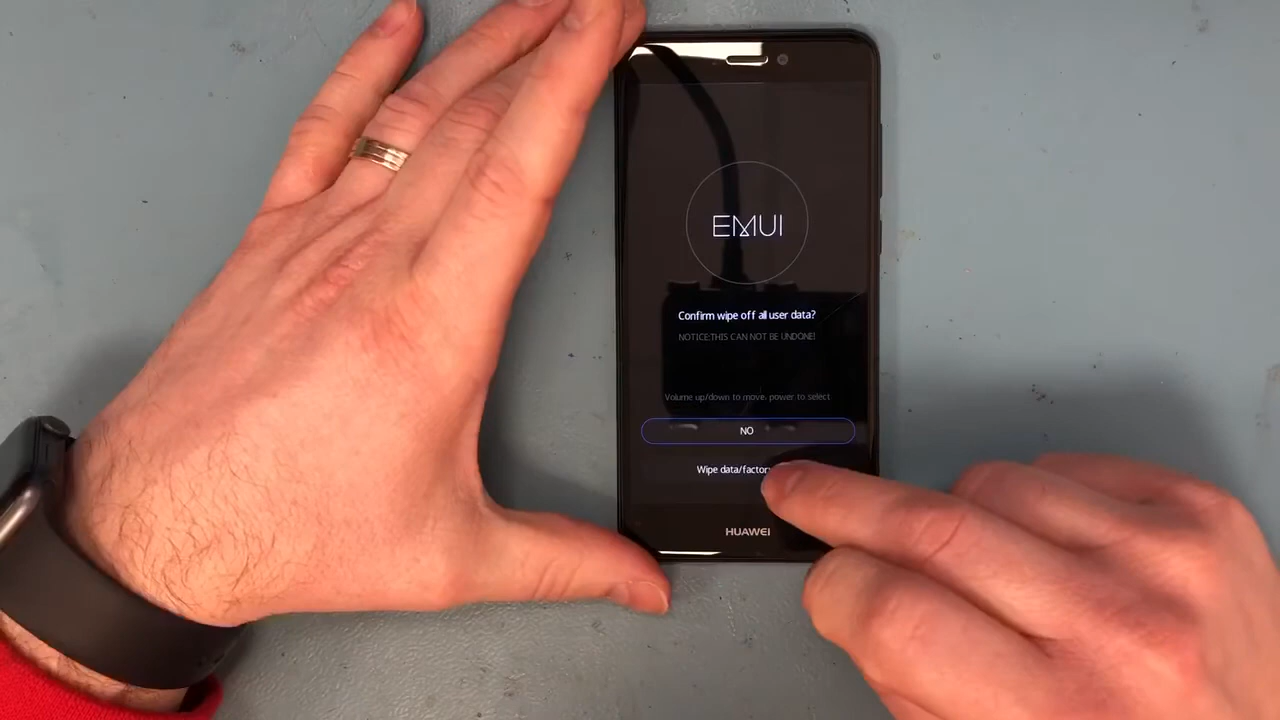 EMUI
Confirm wipe off all user data?
NOTICE:THIS CAN NOT BE UNDONE!
Volume up/down to move, power to select
NO
Wipe data/factor
HUAWEI